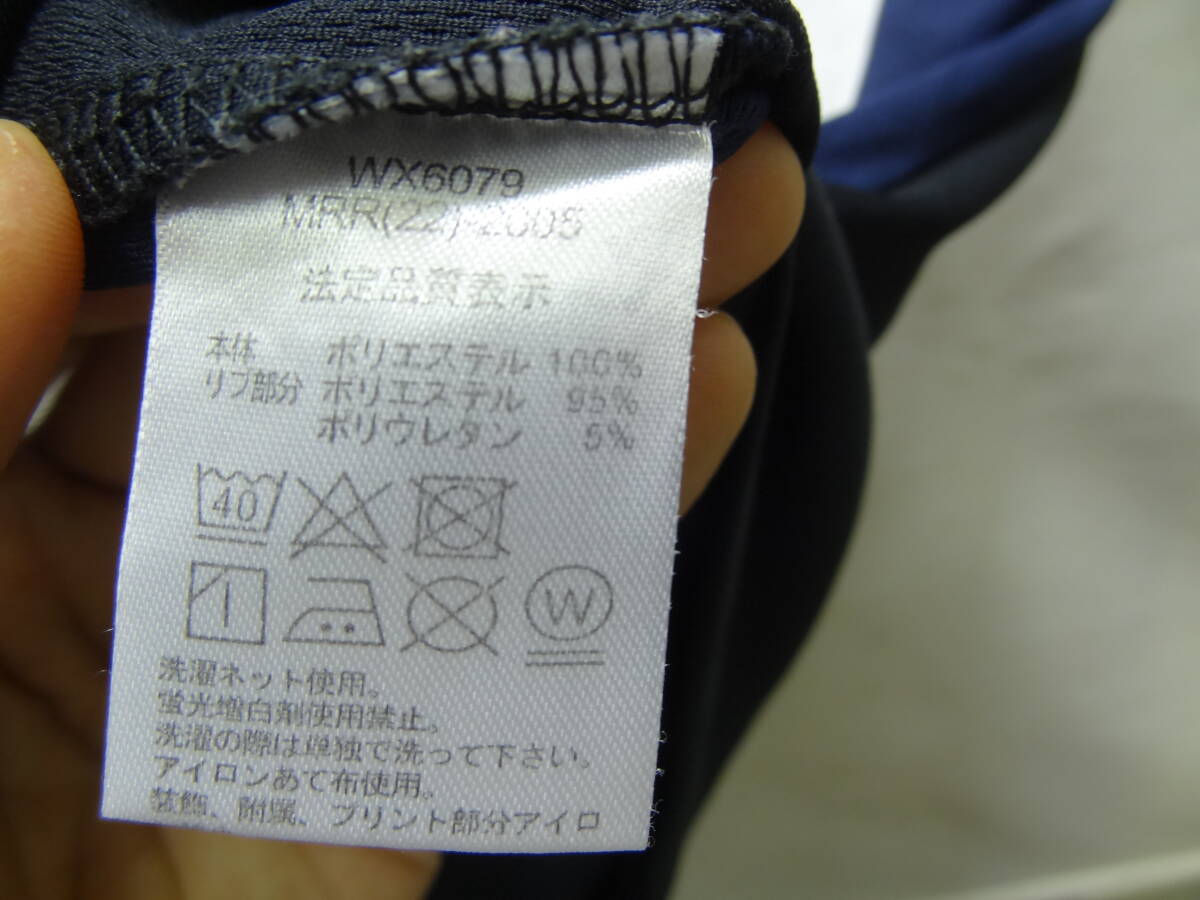 WX6079
MRR(22)-2005
法定品質表示
本体 ポリエステル 100%
リブ部分 ポリエステル 95%
ポリウレタン 5%
40
W
洗濯ネット使用。
蛍光増白剤使用禁止。
洗濯の際は単独で洗って下さい。
アイロンあて布使用。
装飾、附属、プリント部分アイロ